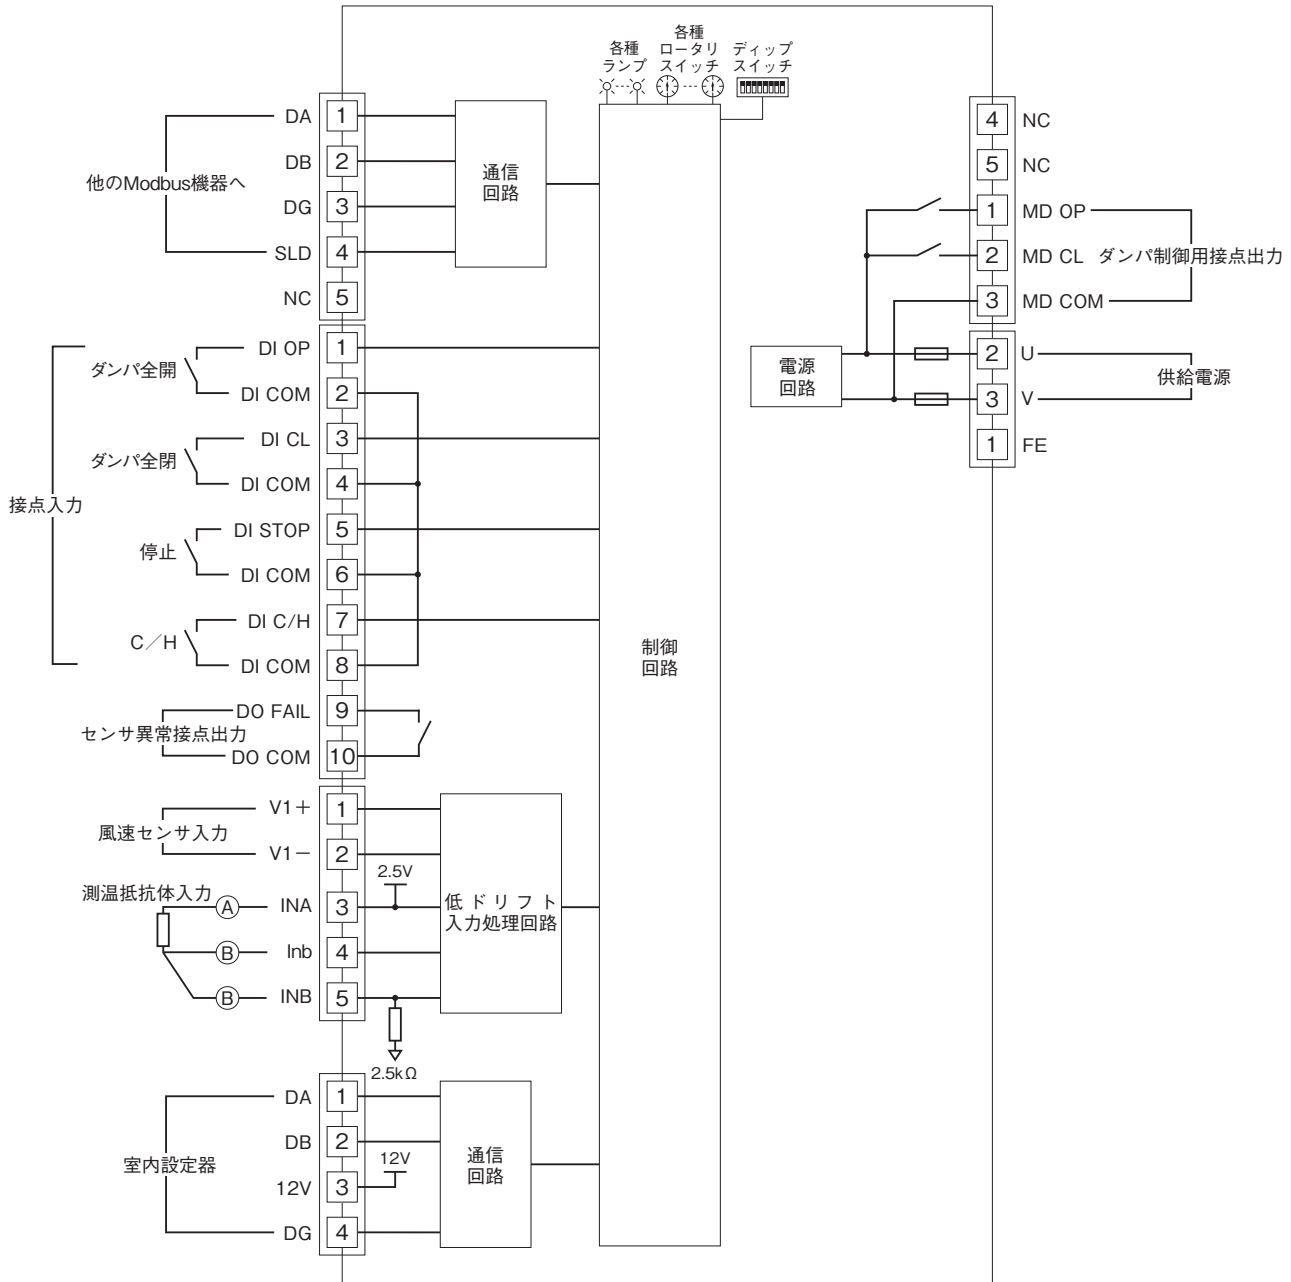 各種
ランプ
各種
ロータリ
スイッチ
ディップ
スイッチ
他のModbus機器へ
DA 1
DB 2
DG 3
SLD 4
NC 5
通信
回路
接点入力
ダンパ全開
DI OP 1
DI COM 2
ダンパ全閉
DI CL 3
DI COM 4
停止
DI STOP 5
DI COM 6
C/H
DI C/H 7
DI COM 8
センサ異常接点出力
DO FAIL 9
DO COM 10
風速センサ入力
V1+ 1
V1− 2
測温抵抗体入力
A INA 3
B Inb 4
B INB 5
2.5V
2.5kΩ
低ドリフト
入力処理回路
室内設定器
DA 1
DB 2
12V 3
DG 4
12V
通信
回路
制御
回路
4 NC
5 NC
1 MD OP
2 MD CL
3 MD COM
ダンパ制御用接点出力
電源
回路
2 U
3 V
1 FE
供給電源